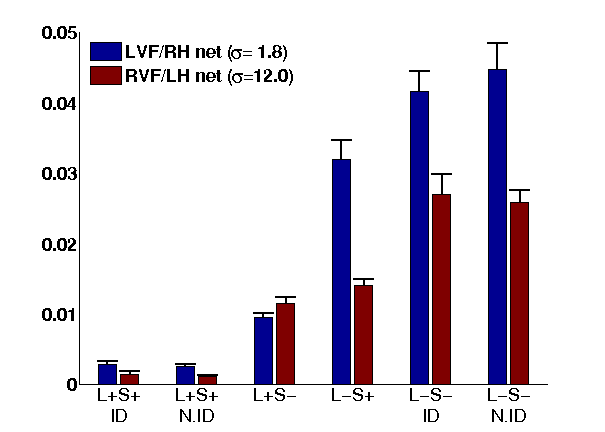 0.05
LVF/RH net (σ= 1.8)
RVF/LH net (σ=12.0)
0.04
0.03
0.02
0.01
0
L+S+ L+S+ L+S− L−S+ L−S− L−S−
ID N.ID ID N.ID